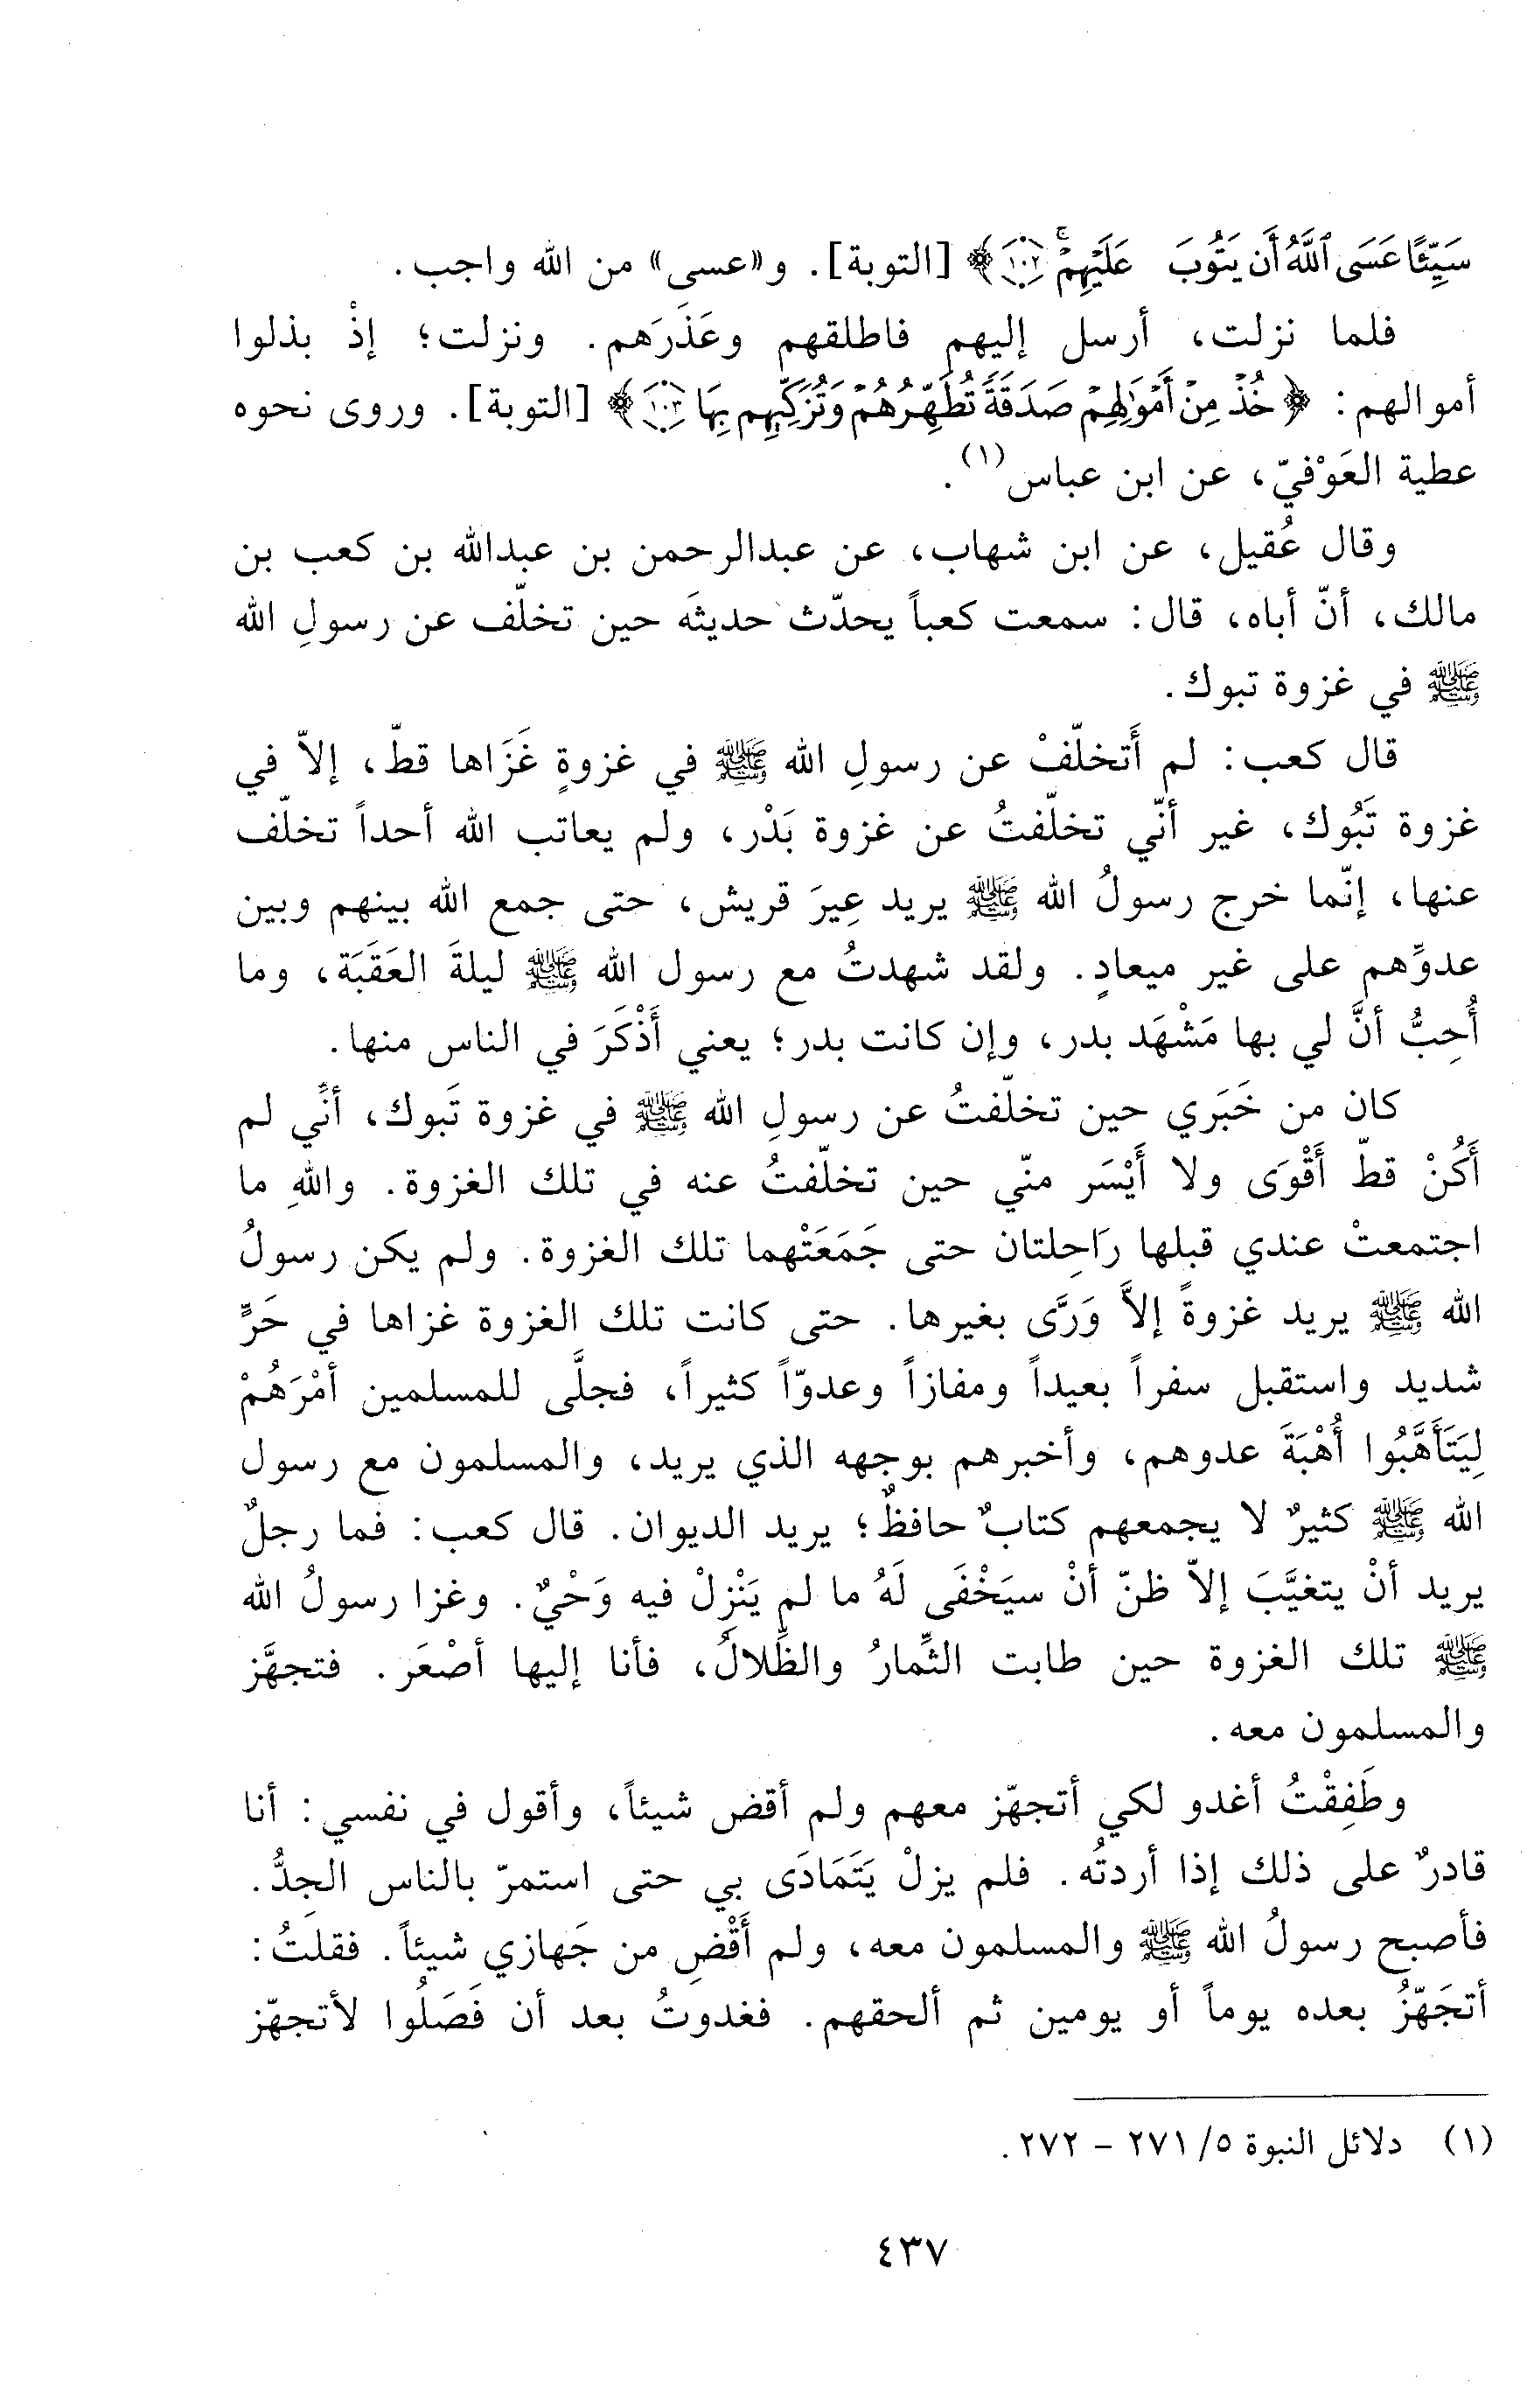 سَيِّئًا عَسَى ٱللَّهُ أَن يَتُوبَ عَلَيْهِمْۚ ۝١٠٢﴾ [التوبة]. و«عسى» من الله واجب.
فلما نزلت، أرسل إليهم فاطلقهم وعَذَرَهم. ونزلت؛ إذْ بذلوا
أموالهم: ﴿خُذْ مِنْ أَمْوَٰلِهِمْ صَدَقَةً تُطَهِّرُهُمْ وَتُزَكِّيهِم بِهَا ۝١٠٣﴾ [التوبة]. وروى نحوه
عطية العَوْفيّ، عن ابن عباس(١).
وقال عُقيل، عن ابن شهاب، عن عبدالرحمن بن عبدالله بن كعب بن
مالك، أنّ أباه، قال: سمعت كعباً يحدّث حديثَه حين تخلّف عن رسولِ الله
ﷺ في غزوة تبوك.
قال كعب: لم أَتخلّفْ عن رسولِ الله ﷺ في غزوةٍ غَزَاها قطّ، إلاّ في
غزوة تَبُوك، غير أنّي تخلّفتُ عن غزوة بَدْر، ولم يعاتب الله أحداً تخلّف
عنها، إنّما خرج رسولُ الله ﷺ يريد عِيرَ قريش، حتى جمع الله بينهم وبين
عدوِّهم على غير ميعادٍ. ولقد شهدتُ مع رسول الله ﷺ ليلةَ العَقَبَة، وما
أُحِبُّ أنَّ لي بها مَشْهَد بدر، وإن كانت بدر؛ يعني أَذْكَرَ في الناس منها.
كان من خَبَري حين تخلّفتُ عن رسولِ الله ﷺ في غزوة تَبوك، أنّي لم
أَكُنْ قطّ أَقْوَى ولا أَيْسَر منّي حين تخلّفتُ عنه في تلك الغزوة. واللهِ ما
اجتمعتْ عندي قبلها رَاحِلتان حتى جَمَعَتْهما تلك الغزوة. ولم يكن رسولُ
الله ﷺ يريد غزوةً إلاَّ وَرَّى بغيرها. حتى كانت تلك الغزوة غزاها في حَرٍّ
شديد واستقبل سفراً بعيداً ومفازاً وعدوّاً كثيراً، فجلَّى للمسلمين أمْرَهُمْ
لِيَتَأَهَّبُوا أُهْبَةَ عدوهم، وأخبرهم بوجهه الذي يريد، والمسلمون مع رسول
الله ﷺ كثيرٌ لا يجمعهم كتابٌ حافظٌ؛ يريد الديوان. قال كعب: فما رجلٌ
يريد أنْ يتغيَّبَ إلاّ ظنّ أنْ سيَخْفَى لَهُ ما لم يَنْزِلْ فيه وَحْيٌ. وغزا رسولُ الله
ﷺ تلك الغزوة حين طابت الثِّمارُ والظِّلالُ، فأنا إليها أصْعَر. فتجهَّز
والمسلمون معه.
وطَفِقْتُ أغدو لكي أتجهّز معهم ولم أقض شيئاً، وأقول في نفسي: أنا
قادرٌ على ذلك إذا أردتُه. فلم يزلْ يَتَمَادَى بي حتى استمرّ بالناس الجِدُّ.
فأصبح رسولُ الله ﷺ والمسلمون معه، ولم أَقْضِ من جَهازي شيئاً. فقلتُ:
أتجَهّزُ بعده يوماً أو يومين ثم ألحقهم. فغدوتُ بعد أن فَصَلُوا لأتجهّز
(١) دلائل النبوة ٥/ ٢٧١ - ٢٧٢.
٤٣٧